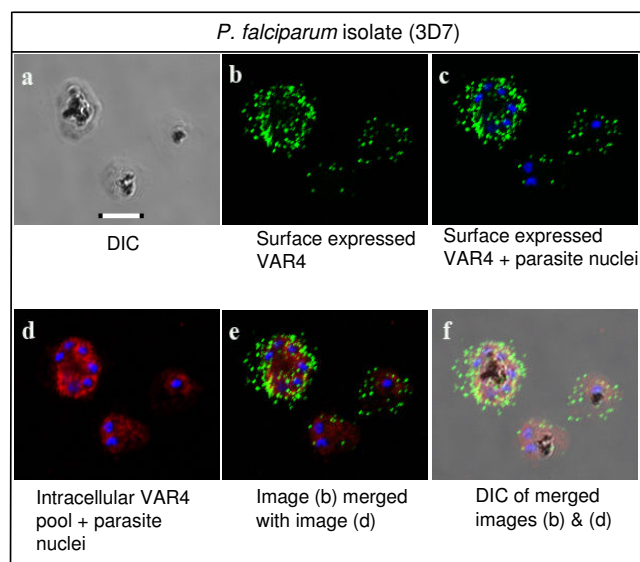 P. falciparum isolate (3D7)
a
b
c
DIC
Surface expressed
VAR4
Surface expressed
VAR4 + parasite nuclei
d
e
f
Intracellular VAR4
pool + parasite
nuclei
Image (b) merged
with image (d)
DIC of merged
images (b) & (d)